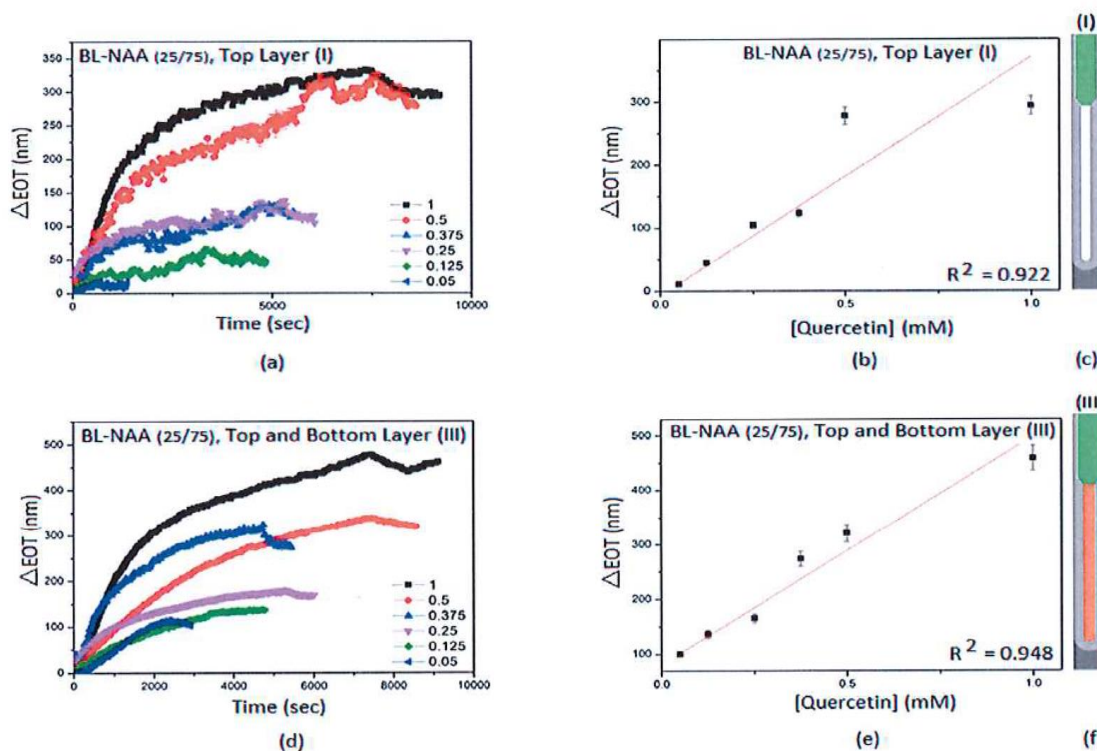 BL-NAA (25/75), Top Layer (I)
350
300
250
200
150
100
50
0
△EOT (nm)
1
0.5
0.375
0.25
0.125
0.05
0
5000
10000
Time (sec)
(a)
BL-NAA (25/75), Top Layer (I)
300
200
100
0
△EOT (nm)
R² = 0.922
0.0
0.5
1.0
[Quercetin] (mM)
(b)
(I)
(c)
BL-NAA (25/75), Top and Bottom Layer (III)
500
400
300
200
100
0
△EOT (nm)
1
0.5
0.375
0.25
0.125
0.05
0
2000
4000
6000
8000
10000
Time (sec)
(d)
BL-NAA (25/75), Top and Bottom Layer (III)
500
400
300
200
100
△EOT (nm)
R² = 0.948
0.0
0.5
1.0
[Quercetin] (mM)
(e)
(III
(f